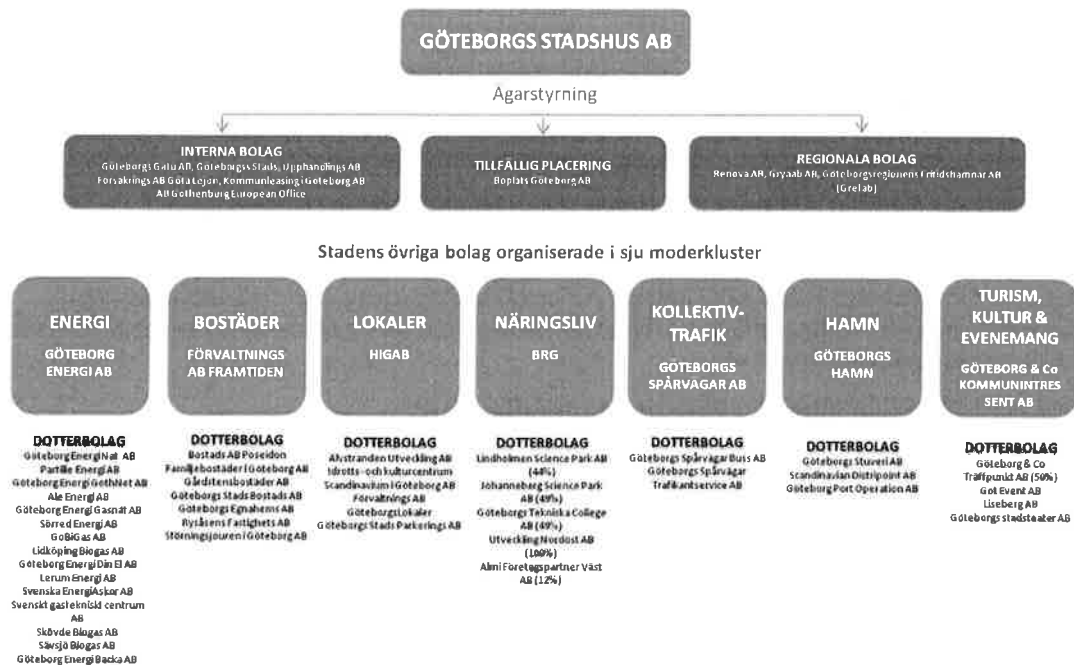 GÖTEBORGS STADSHUS AB
Ägarstyrning
INTERNA BOLAG
Göteborgs Gatu AB, Göteborgss Stads, Upphandlings AB
Försäkrings AB Göta Lejon, Kommunleasing i Göteborg AB
AB Gothenburg European Office
TILLFÄLLIG PLACERING
Boplats Göteborg AB
REGIONALA BOLAG
Renova AB, Gryaab AB, Göteborgsregionens Fritidshamnar AB
(Grefab)
Stadens övriga bolag organiserade i sju moderkluster
ENERGI
GÖTEBORG
ENERGI AB
DOTTERBOLAG
Göteborg Energi Nät AB
Partille Energi AB
Göteborg Energi GothNet AB
Ale Energi AB
Göteborg Energi Gasnät AB
Sörred Energi AB
GoBiGas AB
Lidköping Biogas AB
Göteborg Energi Din El AB
Lerum Energi AB
Svenska EnergiAskor AB
Svenskt gastekniskt centrum
AB
Skövde Biogas AB
Sävsjö Biogas AB
Göteborg Energi Backa AB
BOSTÄDER
FÖRVALTNINGS
AB FRAMTIDEN
DOTTERBOLAG
Bostads AB Poseidon
Familjebostäder i Göteborg AB
Gårdstensbostäder AB
Göteborgs Stads Bostads AB
Göteborgs Egnahems AB
Rysåsens Fastighets AB
Störningsjouren i Göteborg AB
LOKALER
HIGAB
DOTTERBOLAG
Älvstranden Utveckling AB
Idrotts- och kulturcentrum
Scandinavium i Göteborg AB
Förvaltnings AB
GöteborgsLokaler
Göteborgs Stads Parkerings AB
NÄRINGSLIV
BRG
DOTTERBOLAG
Lindholmen Science Park AB
(44%)
Johanneberg Science Park
AB (49%)
Göteborgs Tekniska College
AB (49%)
Utveckling Nordost AB
(100%)
Almi Företagspartner Väst
AB (12%)
KOLLEKTIV-
TRAFIK
GÖTEBORGS
SPÅRVÄGAR AB
DOTTERBOLAG
Göteborgs Spårvägar Buss AB
Göteborgs Spårvägar
Trafikantservice AB
HAMN
GÖTEBORGS
HAMN
DOTTERBOLAG
Göteborgs Stuveri AB
Scandinavian Distripoint AB
Göteborg Port Operation AB
TURISM,
KULTUR &
EVENEMANG
GÖTEBORG & Co
KOMMUNINTRES
SENT AB
DOTTERBOLAG
Göteborg & Co
Träffpunkt AB (50%)
Got Event AB
Liseberg AB
Göteborgs stadsteater AB